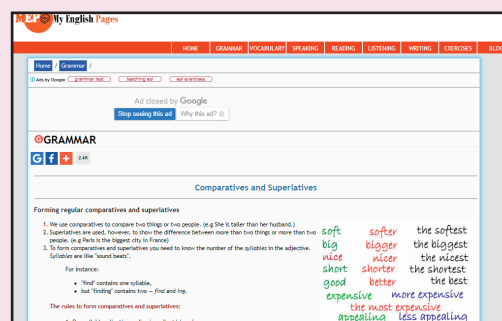 MEP My English Pages
HOME GRAMMAR VOCABULARY SPEAKING READING LISTENING WRITING EXERCISES BLOG
Home / Grammar /
Ads by Google grammar test teaching esl esl exercises
Ad closed by Google
Stop seeing this ad Why this ad?
GRAMMAR
G f + 2.4K
Comparatives and Superlatives
Forming regular comparatives and superlatives
1. We use comparatives to compare two things or two people. (e.g She is taller than her husband.)
2. Superlatives are used, however, to show the difference between more than two things or more than two
people. (e.g Paris is the biggest city in France)
3. To form comparatives and superlatives you need to know the number of the syllables in the adjective.
Syllables are like "sound beats".
For instance:
"find" contains one syllable,
but "finding" contains two — find and ing.
The rules to form comparatives and superlatives:
soft softer the softest
big bigger the biggest
nice nicer the nicest
short shorter the shortest
good better the best
expensive more expensive
the most expensive
appealing less appealing